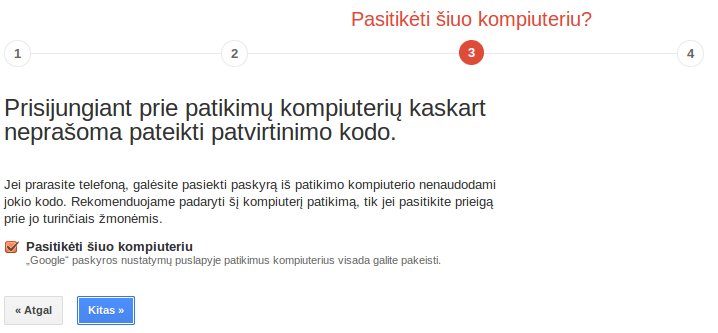 Pasitikėti šiuo kompiuteriu?
1 2 3 4
Prisijungiant prie patikimų kompiuterių kaskart
neprašoma pateikti patvirtinimo kodo.
Jei prarasite telefoną, galėsite pasiekti paskyrą iš patikimo kompiuterio nenaudodami
jokio kodo. Rekomenduojame padaryti šį kompiuterį patikimą, tik jei pasitikite prieigą
prie jo turinčiais žmonėmis.
Pasitikėti šiuo kompiuteriu
„Google“ paskyros nustatymų puslapyje patikimus kompiuterius visada galite pakeisti.
« Atgal Kitas »